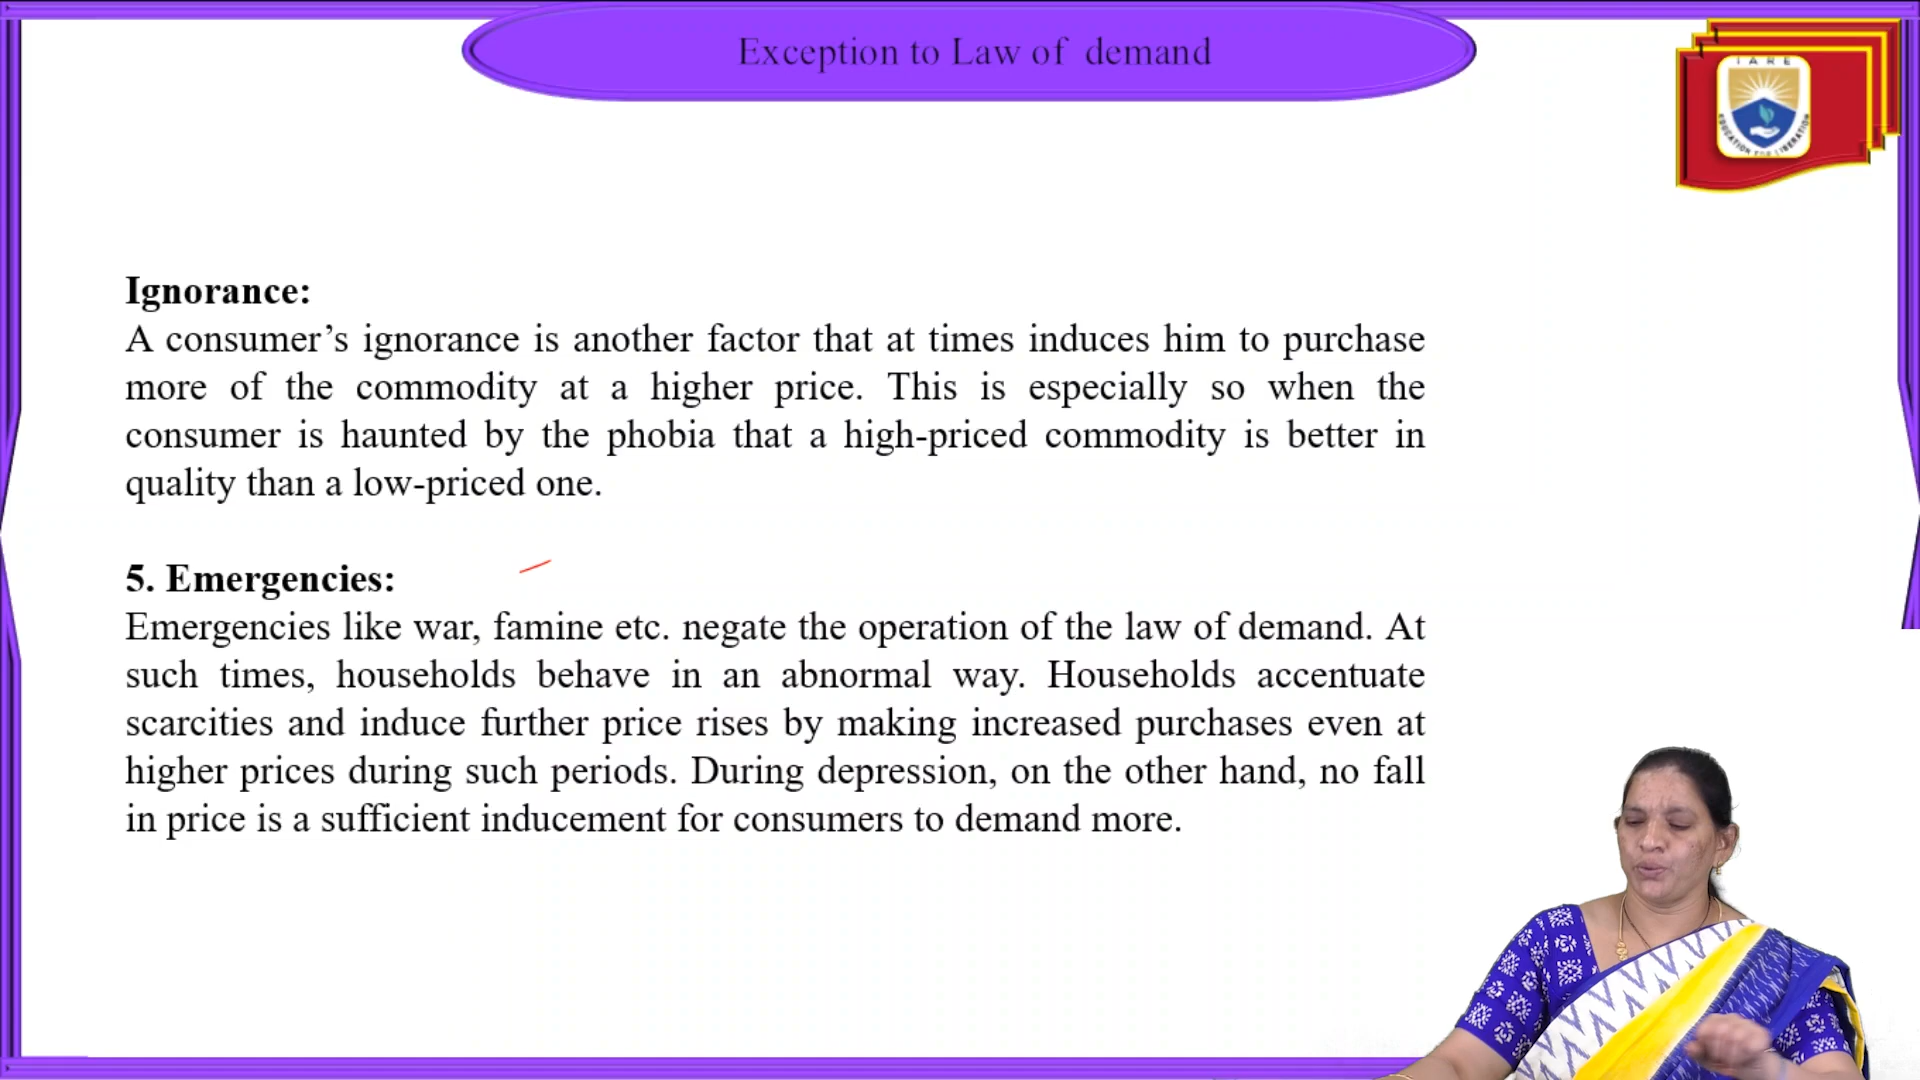 Exception to Law of demand
IARE
EDUCATION FOR LIBERATION
Ignorance:
A consumer’s ignorance is another factor that at times induces him to purchase
more of the commodity at a higher price. This is especially so when the
consumer is haunted by the phobia that a high-priced commodity is better in
quality than a low-priced one.
5. Emergencies:
Emergencies like war, famine etc. negate the operation of the law of demand. At
such times, households behave in an abnormal way. Households accentuate
scarcities and induce further price rises by making increased purchases even at
higher prices during such periods. During depression, on the other hand, no fall
in price is a sufficient inducement for consumers to demand more.